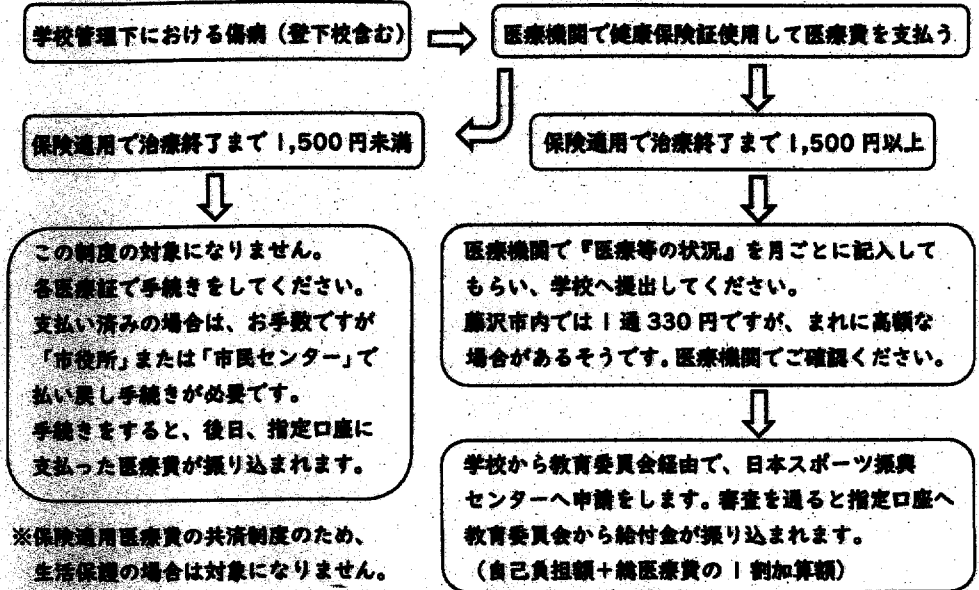 学校管理下における傷病（登下校含む）
医療機関で健康保険証使用して医療費を支払う
保険適用で治療終了まで1,500円未満
保険適用で治療終了まで1,500円以上
この制度の対象になりません。
各医療証で手続きをしてください。
支払い済みの場合は、お手数ですが
「市役所」または「市民センター」で
払い戻し手続きが必要です。
手続きをすると、後日、指定口座に
支払った医療費が振り込まれます。
※保険適用医療費の共済制度のため、
生活保護の場合は対象になりません。
医療機関で『医療等の状況』を月ごとに記入して
もらい、学校へ提出してください。
藤沢市内では1通330円ですが、まれに高額な
場合があるそうです。医療機関でご確認ください。
学校から教育委員会経由で、日本スポーツ振興
センターへ申請をします。審査を通ると指定口座へ
教育委員会から給付金が振り込まれます。
（自己負担額＋総医療費の1割加算額）